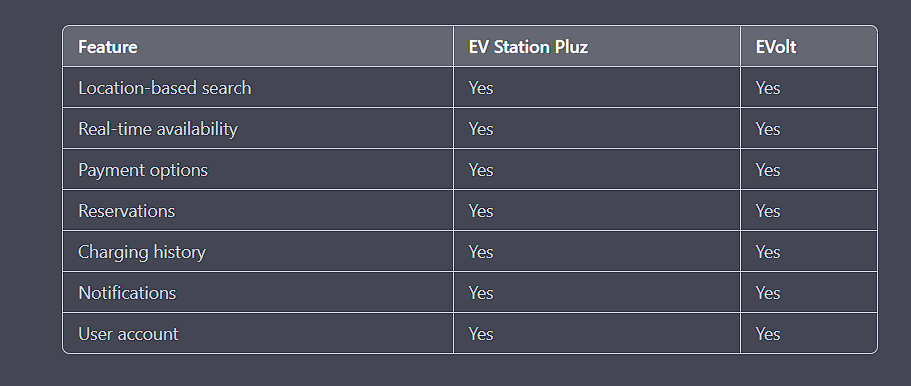 Feature EV Station Pluz EVolt
Location-based search Yes Yes
Real-time availability Yes Yes
Payment options Yes Yes
Reservations Yes Yes
Charging history Yes Yes
Notifications Yes Yes
User account Yes Yes